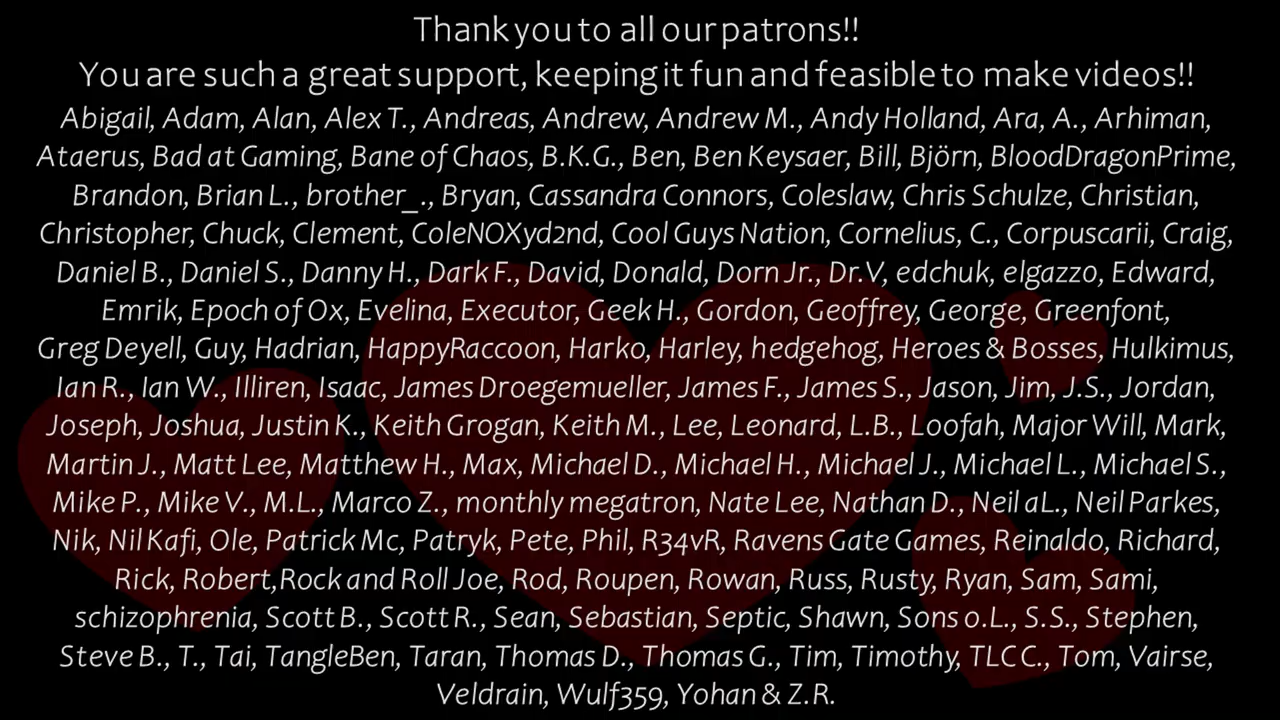 Thank you to all our patrons!!
You are such a great support, keeping it fun and feasible to make videos!!
Abigail, Adam, Alan, Alex T., Andreas, Andrew, Andrew M., Andy Holland, Ara, A., Arhiman,
Ataerus, Bad at Gaming, Bane of Chaos, B.K.G., Ben, Ben Keysaer, Bill, Björn, BloodDragonPrime,
Brandon, Brian L., brother_., Bryan, Cassandra Connors, Coleslaw, Chris Schulze, Christian,
Christopher, Chuck, Clement, ColeNOXyd2nd, Cool Guys Nation, Cornelius, C., Corpuscarii, Craig,
Daniel B., Daniel S., Danny H., Dark F., David, Donald, Dorn Jr., Dr.V, edchuk, elgazzo, Edward,
Emrik, Epoch of Ox, Evelina, Executor, Geek H., Gordon, Geoffrey, George, Greenfont,
Greg Deyell, Guy, Hadrian, HappyRaccoon, Harko, Harley, hedgehog, Heroes & Bosses, Hulkimus,
Ian R., Ian W., Illiren, Isaac, James Droegemueller, James F., James S., Jason, Jim, J.S., Jordan,
Joseph, Joshua, Justin K., Keith Grogan, Keith M., Lee, Leonard, L.B., Loofah, Major Will, Mark,
Martin J., Matt Lee, Matthew H., Max, Michael D., Michael H., Michael J., Michael L., Michael S.,
Mike P., Mike V., M.L., Marco Z., monthly megatron, Nate Lee, Nathan D., Neil aL., Neil Parkes,
Nik, Nil Kafi, Ole, Patrick Mc, Patryk, Pete, Phil, R34vR, Ravens Gate Games, Reinaldo, Richard,
Rick, Robert,Rock and Roll Joe, Rod, Roupen, Rowan, Russ, Rusty, Ryan, Sam, Sami,
schizophrenia, Scott B., Scott R., Sean, Sebastian, Septic, Shawn, Sons o.L., S.S., Stephen,
Steve B., T., Tai, TangleBen, Taran, Thomas D., Thomas G., Tim, Timothy, TLC C., Tom, Vairse,
Veldrain, Wulf359, Yohan & Z.R.